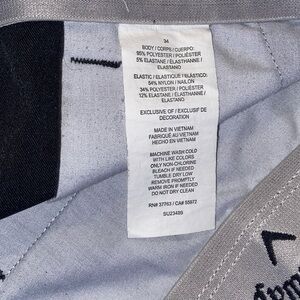 34
BODY / CORPS / CUERPO:
95% POLYESTER / POLIÉSTER
5% ELASTANE / ÉLASTHANNE /
ELASTANO
ELASTIC / ÉLASTIQUE / ELÁSTICO:
54% NYLON / NAILON
34% POLYESTER / POLIÉSTER
12% ELASTANE / ÉLASTHANNE /
ELASTANO
EXCLUSIVE OF / EXCLUSIF DE
DECORATION
MADE IN VIETNAM
FABRIQUÉ AU VIETNAM
HECHO EN VIETNAM
MACHINE WASH COLD
WITH LIKE COLORS
ONLY NON-CHLORINE
BLEACH IF NEEDED
TUMBLE DRY LOW
REMOVE PROMPTLY
WARM IRON IF NEEDED
DO NOT DRY CLEAN
RN# 37763 / CA# 55972
SU23489